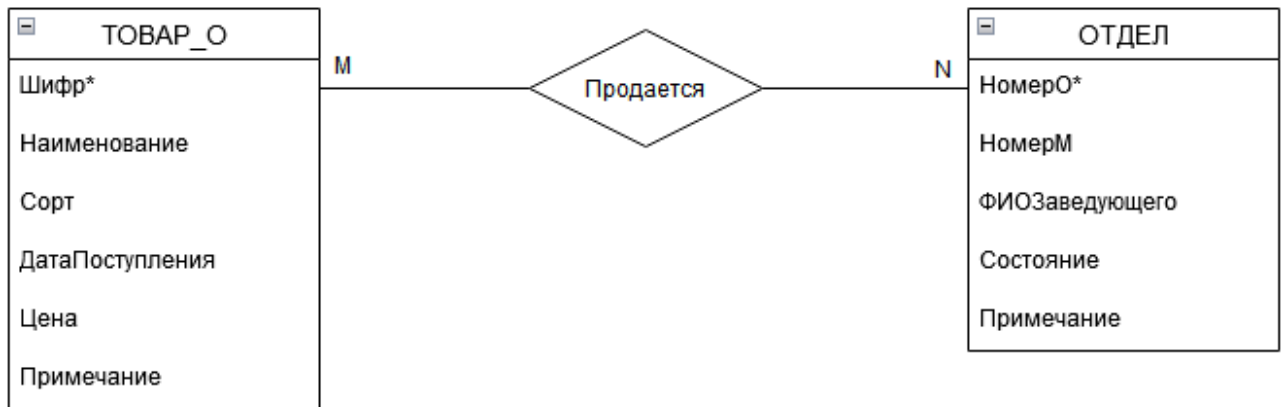 ТОВАР_О
Шифр*
Наименование
Сорт
ДатаПоступления
Цена
Примечание
M
Продается
N
ОТДЕЛ
НомерО*
НомерМ
ФИОЗаведующего
Состояние
Примечание